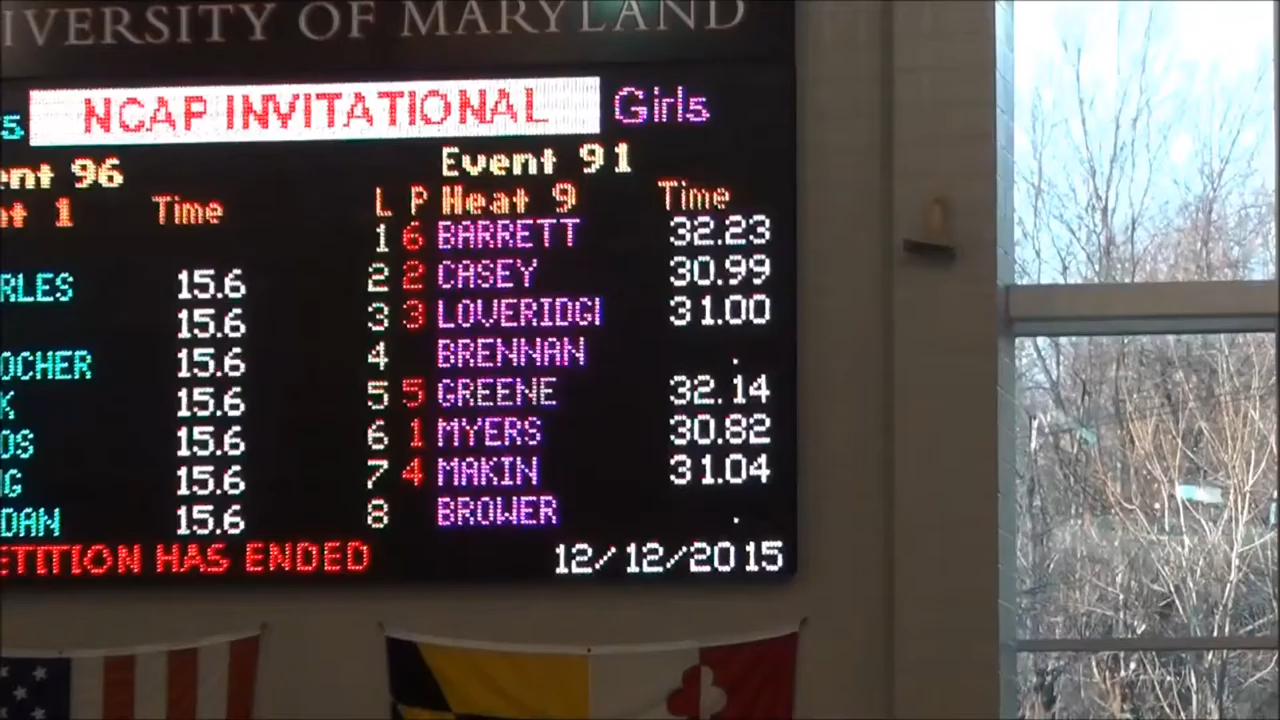 IVERSITY OF MARYLAND
S NCAP INVITATIONAL Girls
ent 96
nt 1 Time
RLES 15.6
15.6
OCHER 15.6
K 15.6
OS 15.6
G 15.6
DAN 15.6
Event 91
L P Heat 9 Time
1 6 BARRETT 32.23
2 2 CASEY 30.99
3 3 LOVERIDGI 31.00
4 BRENNAN .
5 5 GREENE 32.14
6 1 MYERS 30.82
7 4 MAKIN 31.04
8 BROWER .
ETITION HAS ENDED 12/12/2015